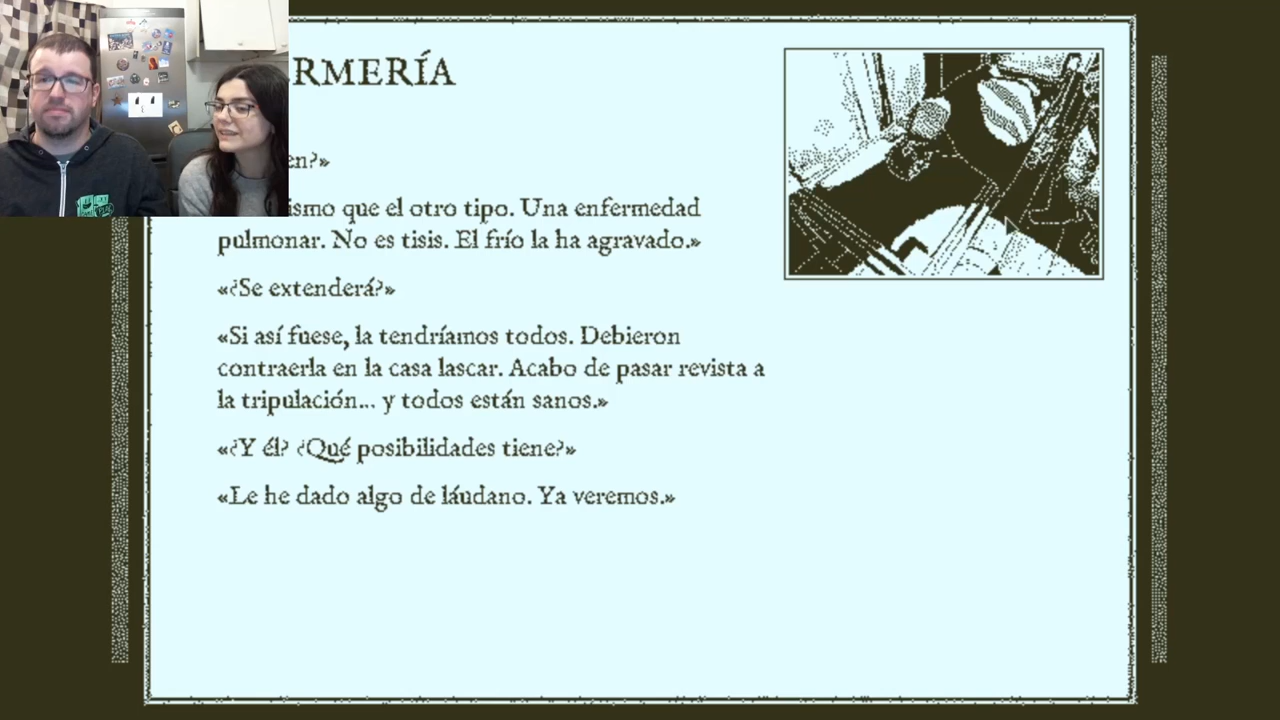 RMERÍA
en?»
ismo que el otro tipo. Una enfermedad
pulmonar. No es tisis. El frío la ha agravado.»
«¿Se extenderá?»
«Si así fuese, la tendríamos todos. Debieron
contraerla en la casa lascar. Acabo de pasar revista a
la tripulación... y todos están sanos.»
«¿Y él? ¿Qué posibilidades tiene?»
«Le he dado algo de láudano. Ya veremos.»